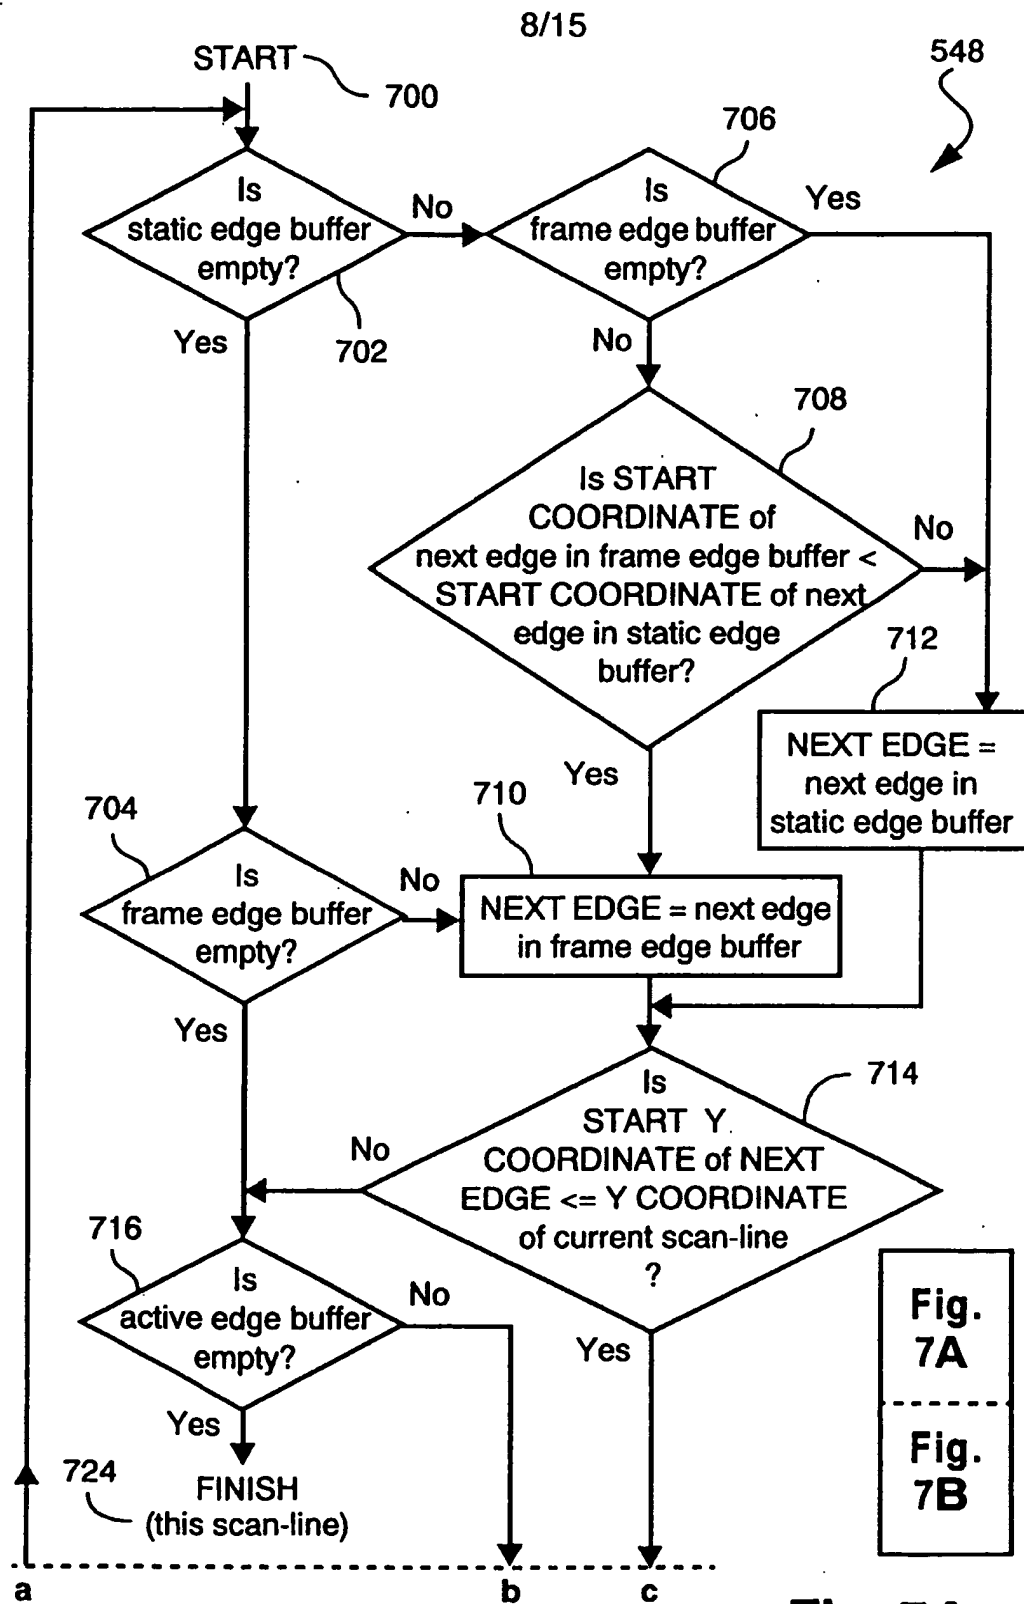 8/15
START
700
548
706
Is
static edge buffer
empty?
No
702
Yes
Is
frame edge buffer
empty?
Yes
No
708
Is START
COORDINATE of
next edge in frame edge buffer <
START COORDINATE of next
edge in static edge
buffer?
No
712
NEXT EDGE =
next edge in
static edge buffer
Yes
710
704
Is
frame edge buffer
empty?
No
NEXT EDGE = next edge
in frame edge buffer
Yes
714
Is
START Y
COORDINATE of NEXT
EDGE <= Y COORDINATE
of current scan-line
?
No
716
Is
active edge buffer
empty?
No
Yes
Yes
724
FINISH
(this scan-line)
Fig.
7A
Fig.
7B
a
b
c